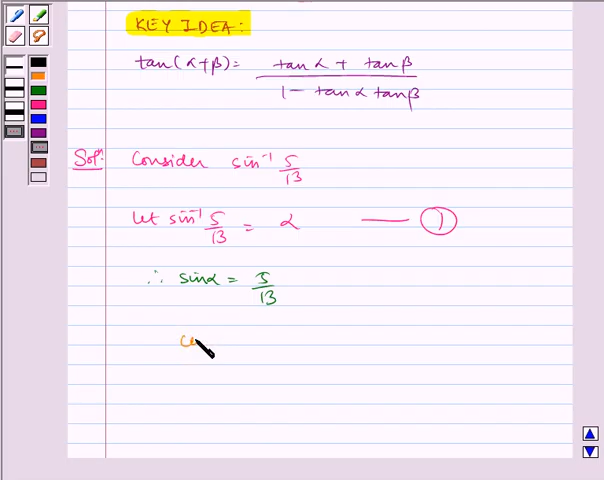 KEY IDEA:
tan(α+β) = tanα + tanβ / 1 - tanα tanβ
Solⁿ: Consider sin⁻¹ 5/13
Let sin⁻¹ 5/13 = α —— ①
∴ sinα = 5/13